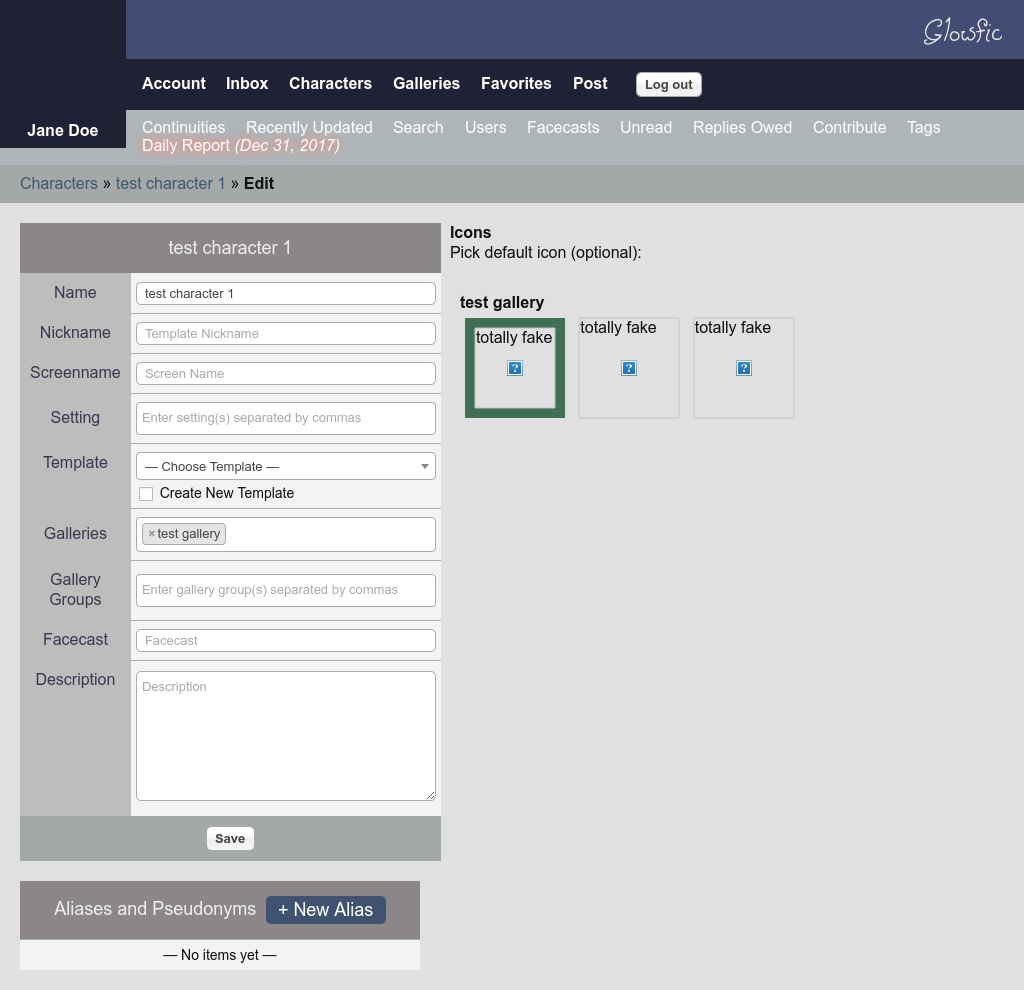 Glowfic
Account Inbox Characters Galleries Favorites Post Log out
Jane Doe
Continuities Recently Updated Search Users Facecasts Unread Replies Owed Contribute Tags
Daily Report (Dec 31, 2017)
Characters » test character 1 » Edit
test character 1
Name test character 1
Nickname Template Nickname
Screenname Screen Name
Setting Enter setting(s) separated by commas
Template — Choose Template —
Create New Template
Galleries ×test gallery
Gallery
Groups
Enter gallery group(s) separated by commas
Facecast Facecast
Description Description
Save
Icons
Pick default icon (optional):
test gallery
totally fake totally fake totally fake
Aliases and Pseudonyms + New Alias
— No items yet —